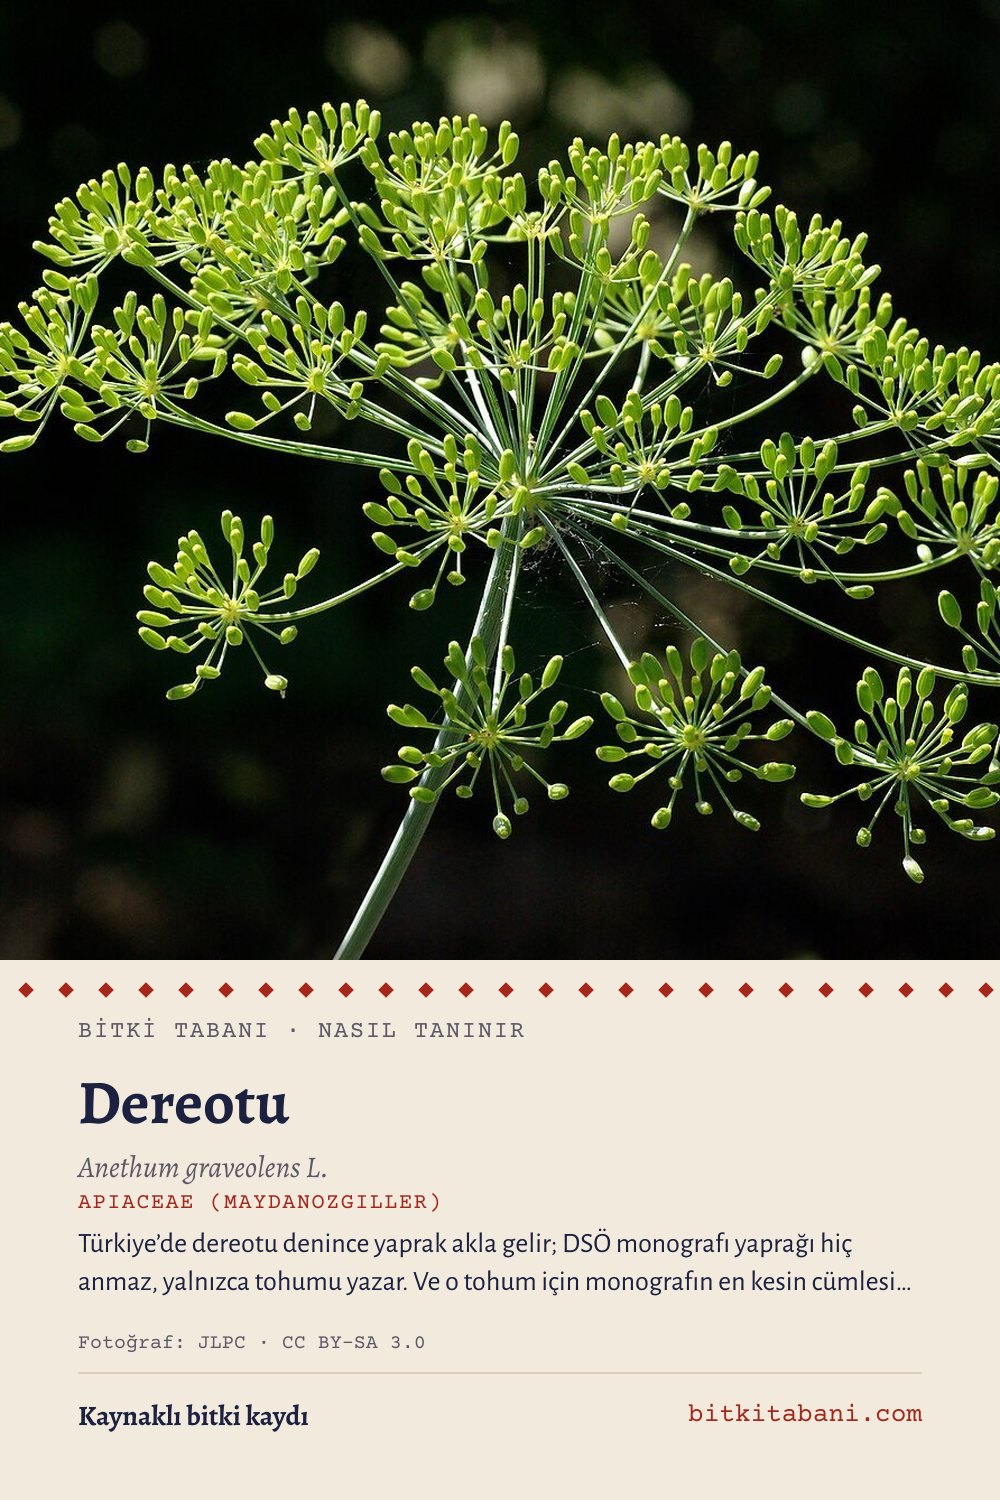 BİTKİ TABANI · NASIL TANINIR
Dereotu
Anethum graveolens L.
APIACEAE (MAYDANOZGILLER)
Türkiye’de dereotu denince yaprak akla gelir; DSÖ monografı yaprağı hiç
anmaz, yalnızca tohumu yazar. Ve o tohum için monografın en kesin cümlesi…
Fotoğraf: JLPC · CC BY-SA 3.0
Kaynaklı bitki kaydı
bitkitabani.com